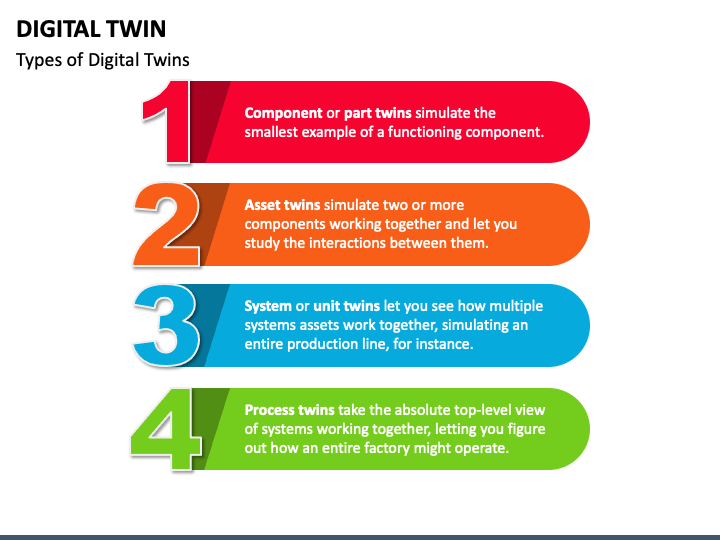 DIGITAL TWIN
Types of Digital Twins
1
Component or part twins simulate the
smallest example of a functioning component.
2
Asset twins simulate two or more
components working together and let you
study the interactions between them.
3
System or unit twins let you see how multiple
systems assets work together, simulating an
entire production line, for instance.
4
Process twins take the absolute top-level view
of systems working together, letting you figure
out how an entire factory might operate.